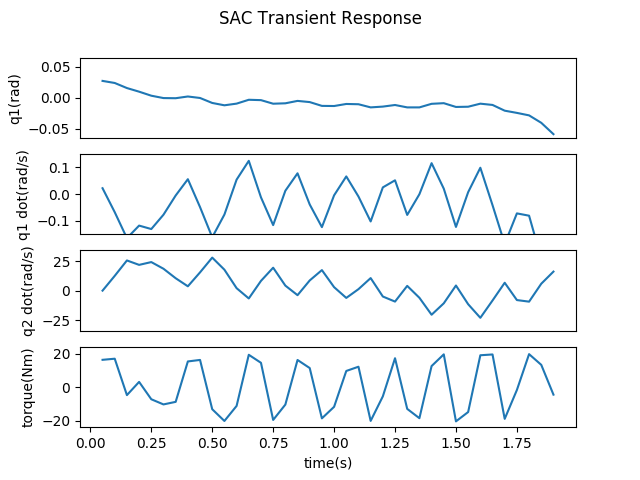 SAC Transient Response
q1(rad)
0.05
0.00
−0.05
q1 dot(rad/s)
0.1
0.0
−0.1
q2 dot(rad/s)
25
0
−25
torque(Nm)
20
0
−20
0.00 0.25 0.50 0.75 1.00 1.25 1.50 1.75
time(s)